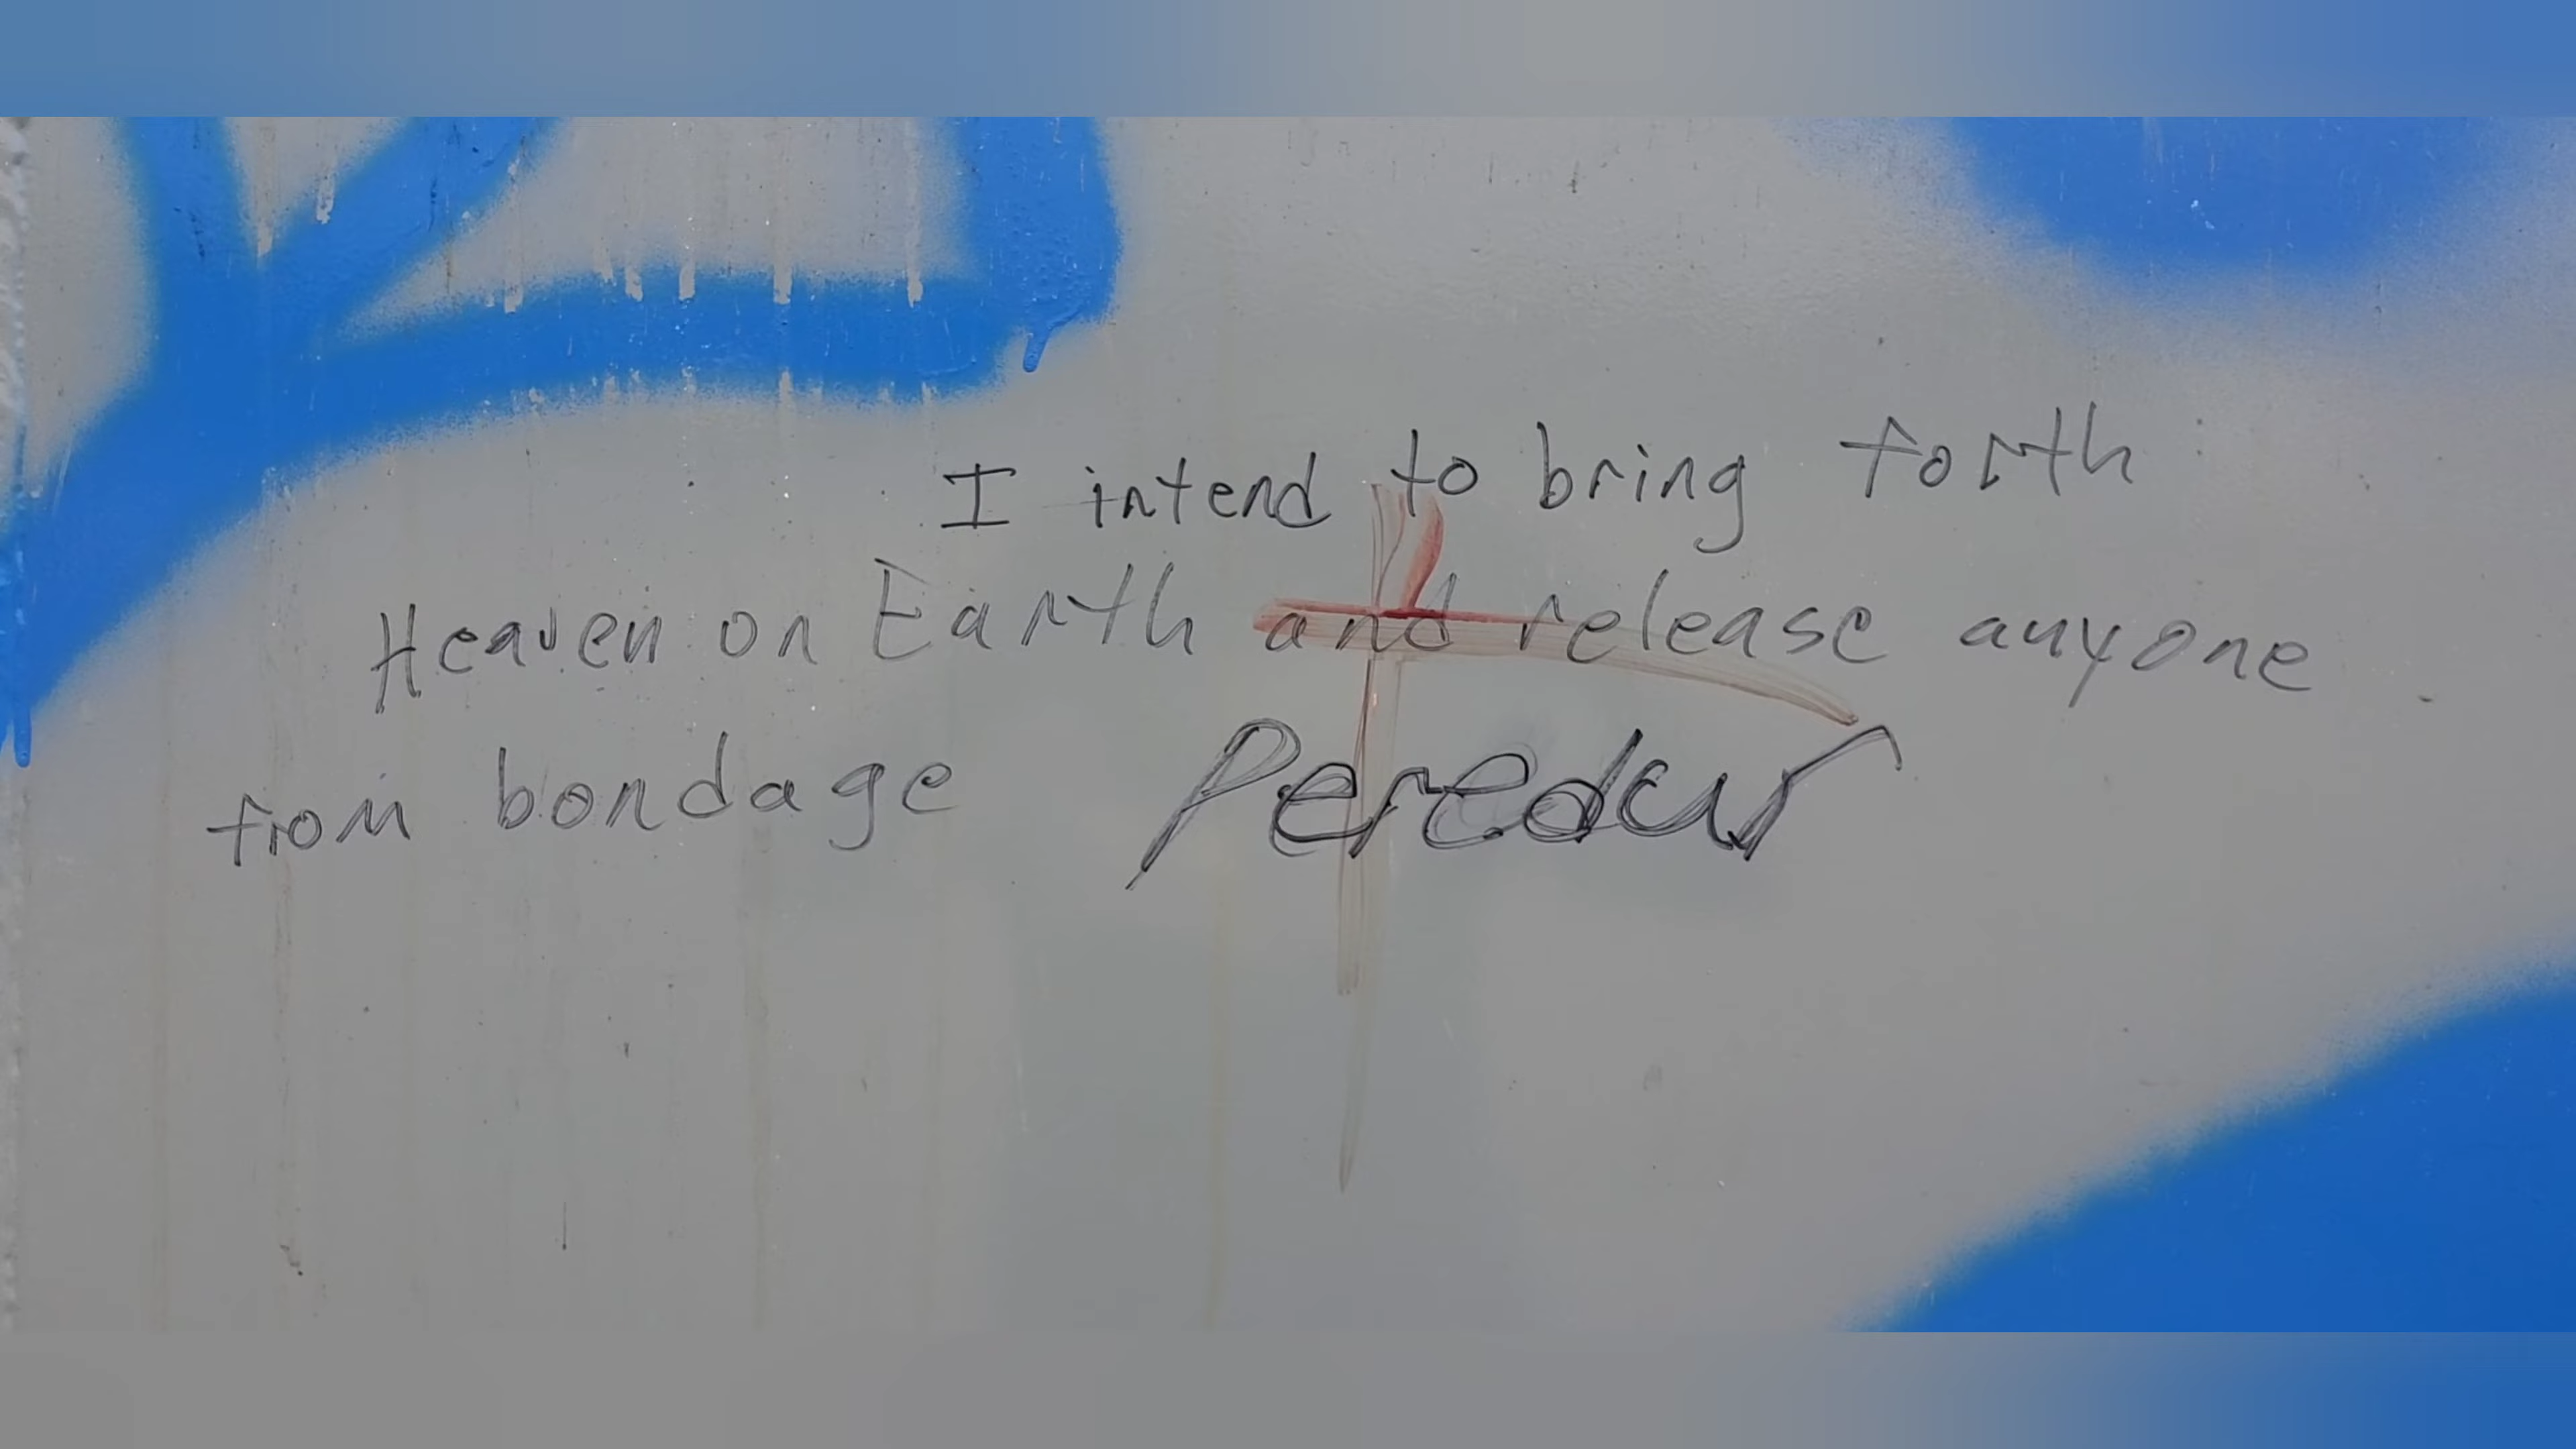 I intend to bring forth
Heaven on Earth and release anyone
from bondage Peredur